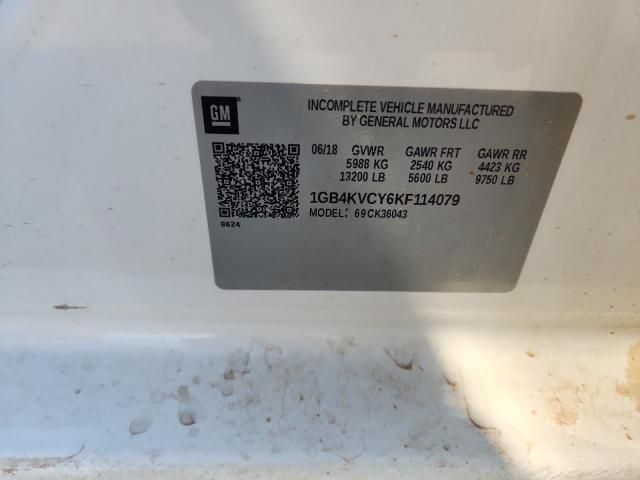 GM
INCOMPLETE VEHICLE MANUFACTURED
BY GENERAL MOTORS LLC
06/18 GVWR GAWR FRT GAWR RR
5988 KG 2540 KG 4423 KG
13200 LB 5600 LB 9750 LB
1GB4KVCY6KF114079
MODEL: 69CK36043
8624